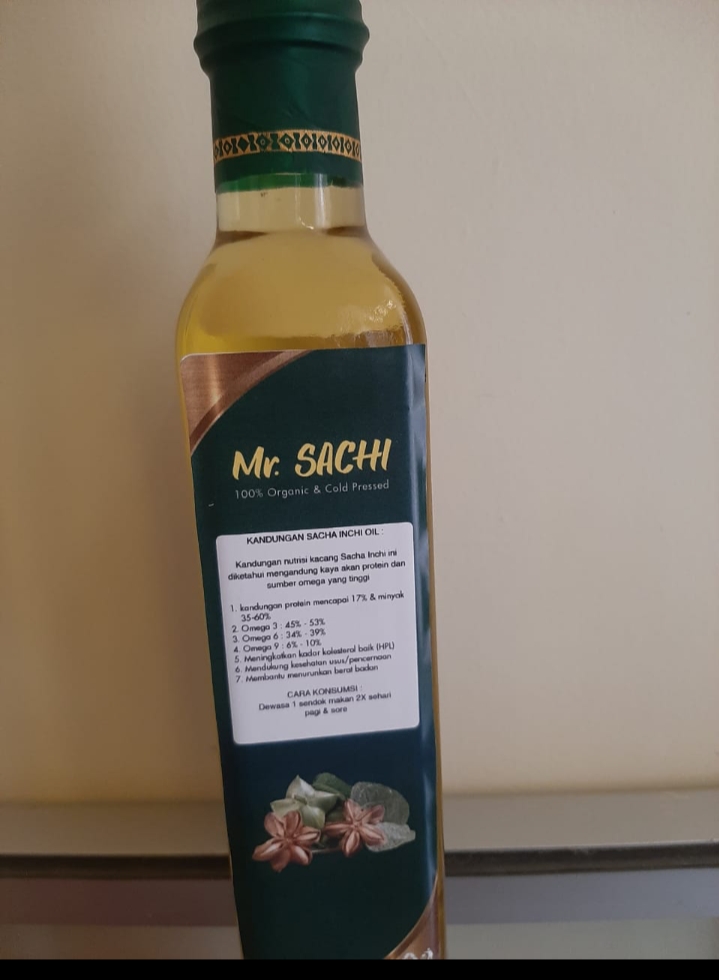 Mr. SACHI
100% Organic & Cold Pressed
KANDUNGAN SACHA INCHI OIL :
Kandungan nutrisi kacang Sacha Inchi ini
diketahui mengandung kaya akan protein dan
sumber omega yang tinggi
1. kandungan protein mencapai 17% & minyak
35-60%
2. Omega 3 : 45% - 53%
3. Omega 6 : 34% - 39%
4. Omega 9 : 6% - 10%
5. Meningkatkan kadar kolesterol baik (HPL)
6. Mendukung kesehatan usus/pencernaan
7. Membantu menurunkan berat badan
CARA KONSUMSI :
Dewasa 1 sendok makan 2X sehari
pagi & sore